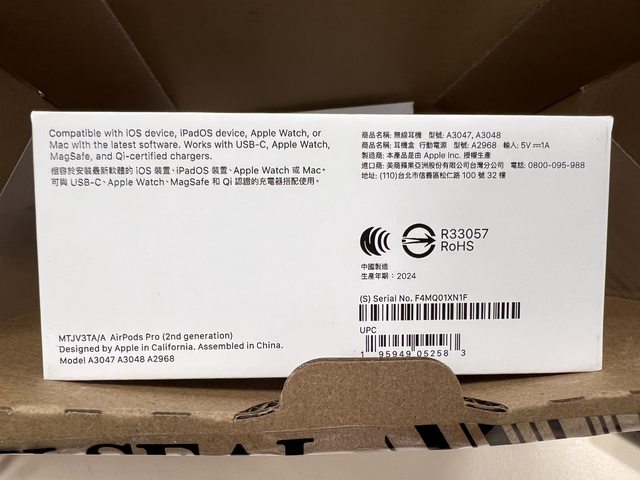 Compatible with iOS device, iPadOS device, Apple Watch, or
Mac with the latest software. Works with USB-C, Apple Watch,
MagSafe, and Qi-certified chargers.
相容於安裝最新軟體的 iOS 裝置、iPadOS 裝置、Apple Watch 或 Mac。
可與 USB-C、Apple Watch、MagSafe 和 Qi 認證的充電器搭配使用。
MTJV3TA/A AirPods Pro (2nd generation)
Designed by Apple in California. Assembled in China.
Model A3047 A3048 A2968
商品名稱: 無線耳機 型號: A3047, A3048
商品名稱: 耳機盒 行動電源 型號: A2968 輸入: 5V⎓1A
製造商: 本產品是由 Apple Inc. 授權生產
進口商: 美商蘋果亞洲股份有限公司台灣分公司 電話: 0800-095-988
地址: (110)台北市信義區松仁路 100 號 32 樓
R33057
RoHS
中國製造
生產年期：2024
(S) Serial No. F4MQ01XN1F
UPC
1 95949 05258 3
SEAL